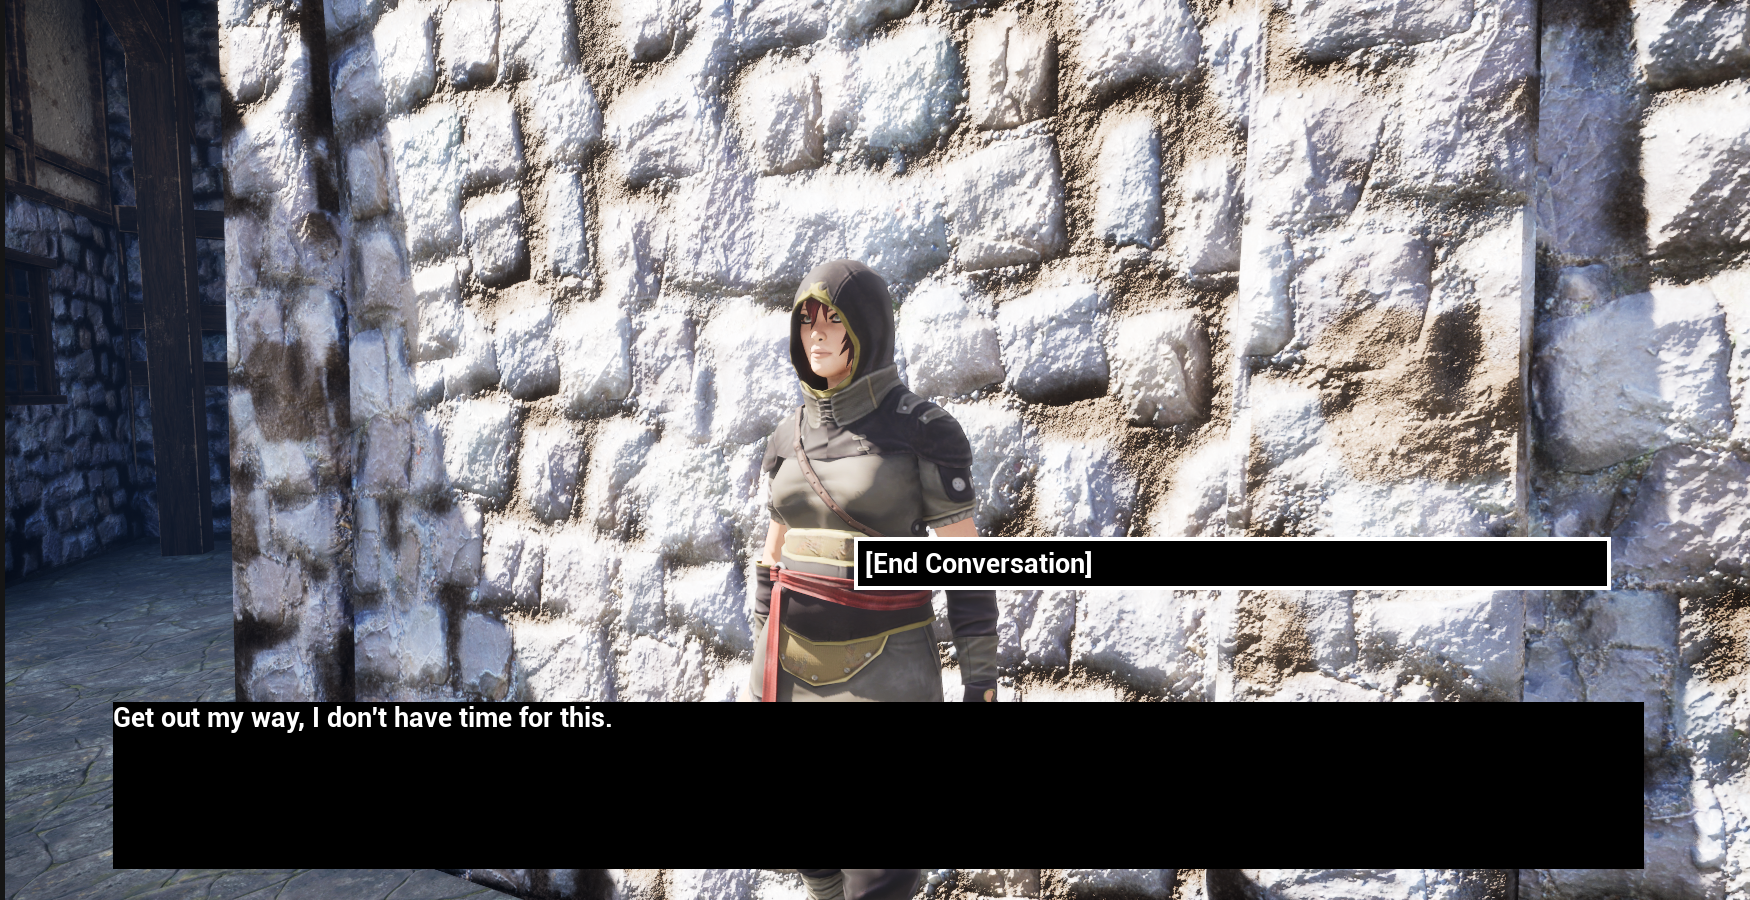 [End Conversation]
Get out my way, I don't have time for this.